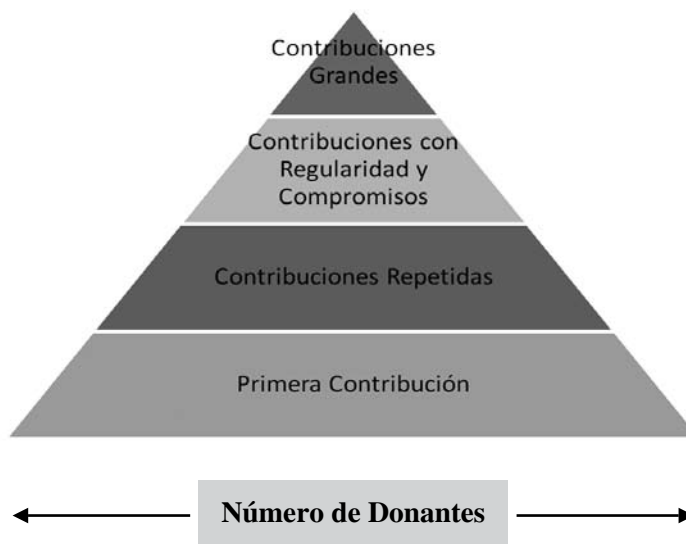 Contribuciones
Grandes
Contribuciones con
Regularidad y
Compromisos
Contribuciones Repetidas
Primera Contribución
Número de Donantes